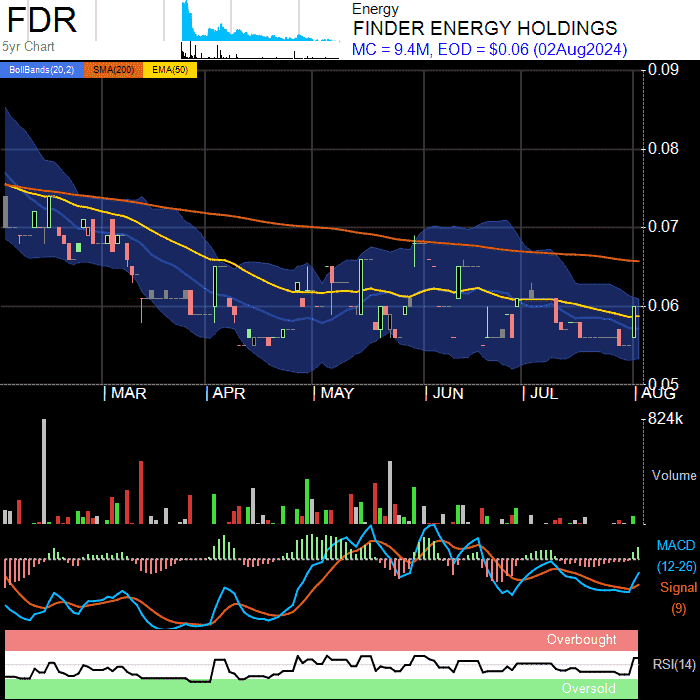 FDR
5yr Chart
Energy
FINDER ENERGY HOLDINGS
MC = 9.4M, EOD = $0.06 (02Aug2024)
BollBands(20,2) SMA(200) EMA(50)
0.09
0.08
0.07
0.06
0.05
MAR APR MAY JUN JUL AUG
824k
Volume
MACD
(12-26)
Signal
(9)
Overbought
RSI(14)
Oversold